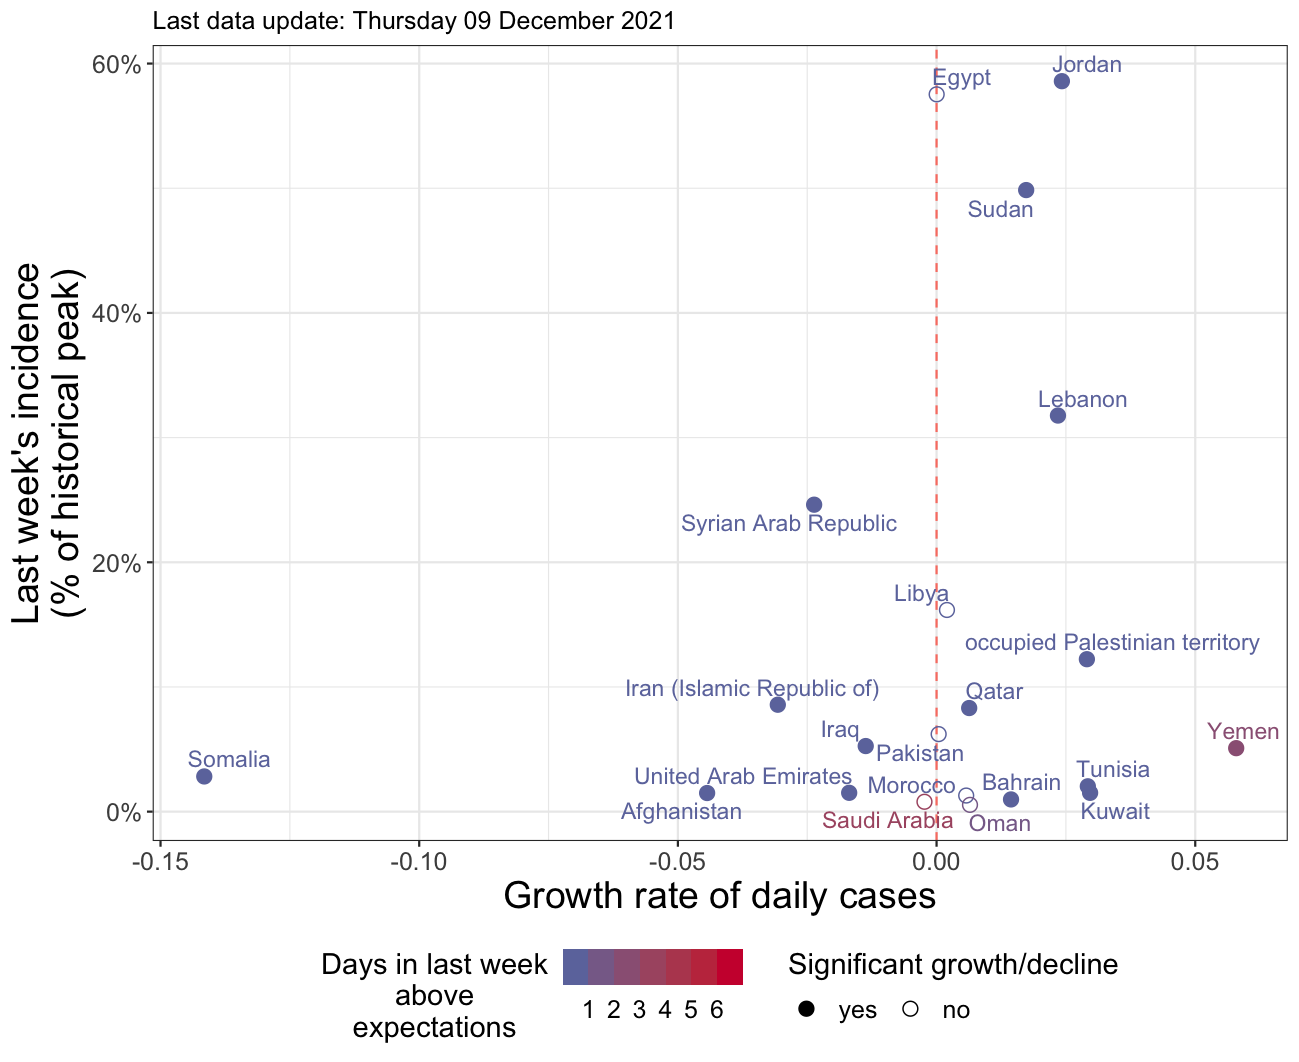 Last data update: Thursday 09 December 2021
60%
40%
20%
0%
Last week's incidence
(% of historical peak)
Egypt
Jordan
Sudan
Lebanon
Syrian Arab Republic
Libya
occupied Palestinian territory
Iran (Islamic Republic of)
Qatar
Iraq
Yemen
Pakistan
Somalia
Tunisia
United Arab Emirates
Morocco
Bahrain
Afghanistan
Kuwait
Saudi Arabia
Oman
-0.15
-0.10
-0.05
0.00
0.05
Growth rate of daily cases
Days in last week
above
expectations
1 2 3 4 5 6
Significant growth/decline
yes
no